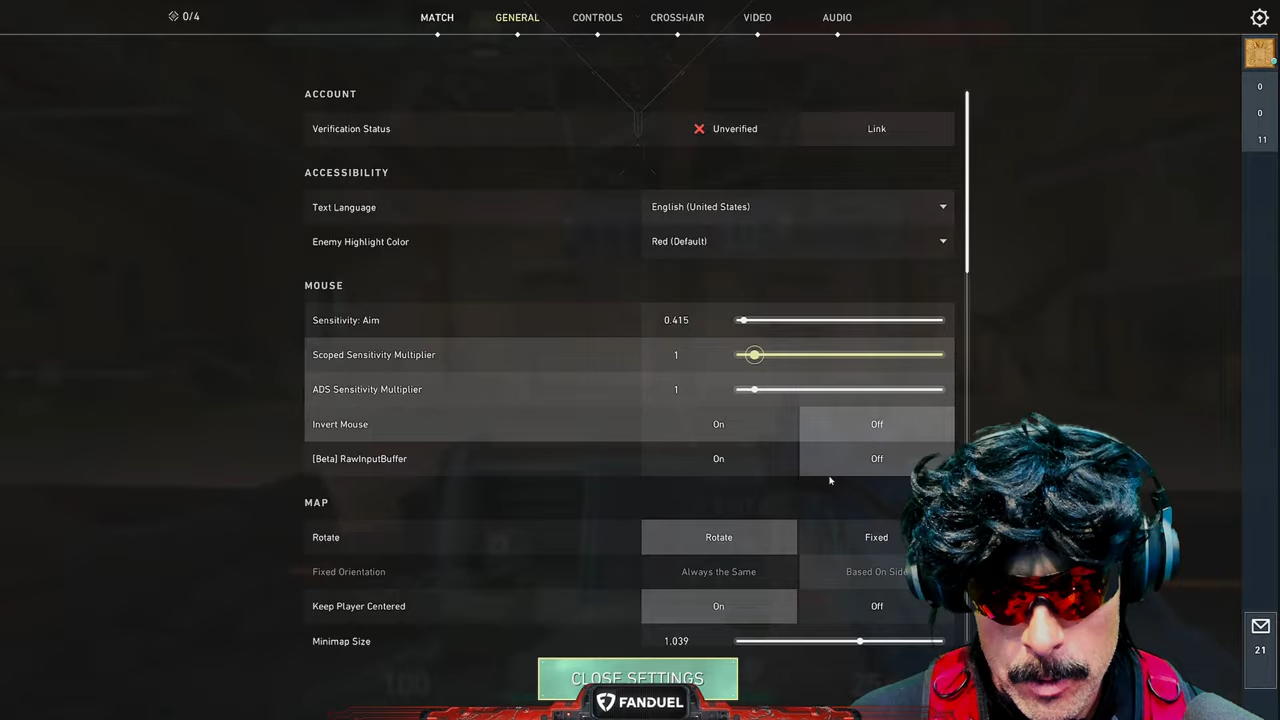 0/4
MATCH
GENERAL
CONTROLS
CROSSHAIR
VIDEO
AUDIO
ACCOUNT
Verification Status
Unverified
Link
ACCESSIBILITY
Text Language
English (United States)
Enemy Highlight Color
Red (Default)
MOUSE
Sensitivity: Aim
0.415
Scoped Sensitivity Multiplier
1
ADS Sensitivity Multiplier
1
Invert Mouse
On
Off
[Beta] RawInputBuffer
On
Off
MAP
Rotate
Rotate
Fixed
Fixed Orientation
Always the Same
Based On Side
Keep Player Centered
On
Off
Minimap Size
1.039
CLOSE SETTINGS
FANDUEL
0
0
11
21